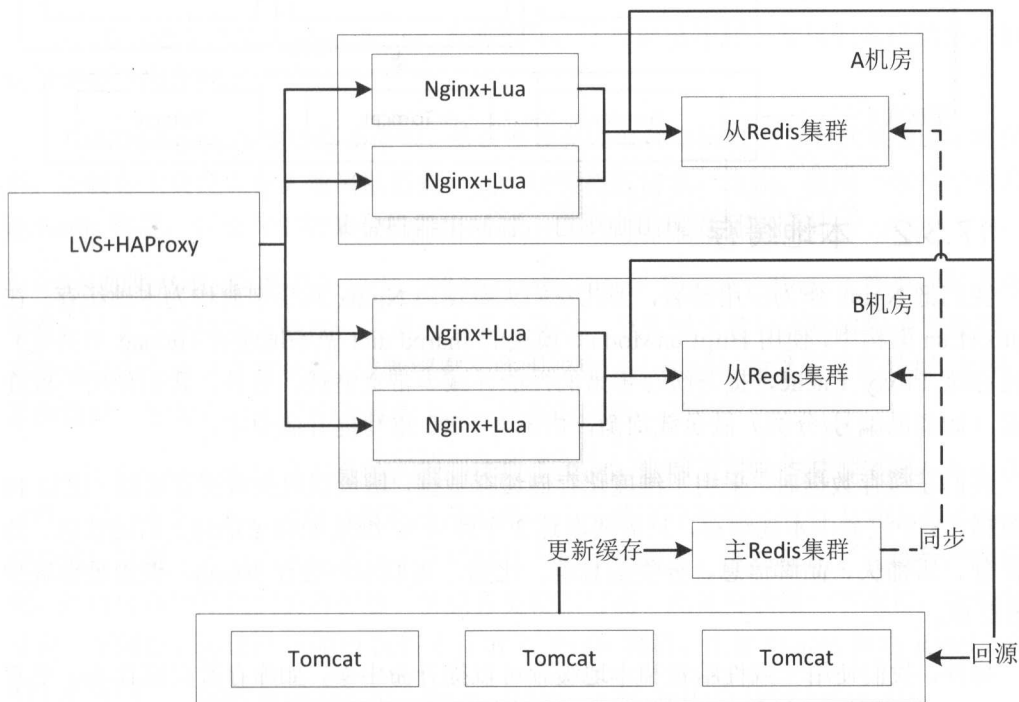 A机房
Nginx+Lua
从Redis集群
Nginx+Lua
LVS+HAProxy
B机房
Nginx+Lua
从Redis集群
Nginx+Lua
更新缓存
主Redis集群
同步
Tomcat
Tomcat
Tomcat
回源